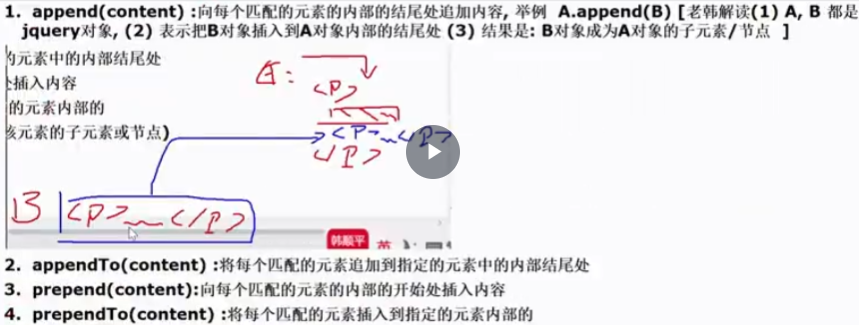 1. append(content) :向每个匹配的元素的内部的结尾处追加内容, 举例 A.append(B) [老韩解读(1) A, B 都是
jquery对象, (2) 表示把B对象插入到A对象内部的结尾处 (3) 结果是: B对象成为A对象的子元素/节点 ]
的元素中的内部结尾处
插入内容
的元素内部的
该元素的子元素或节点)
<P>
<P> </P>
</P>
B <P> </P>
韩顺平 英
2. appendTo(content) :将每个匹配的元素追加到指定的元素中的内部结尾处
3. prepend(content):向每个匹配的元素的内部的开始处插入内容
4. prependTo(content) :将每个匹配的元素插入到指定的元素内部的